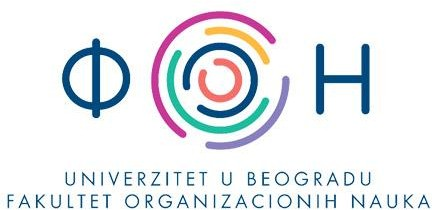 ФОН
UNIVERZITET U BEOGRADU
FAKULTET ORGANIZACIONIH NAUKA